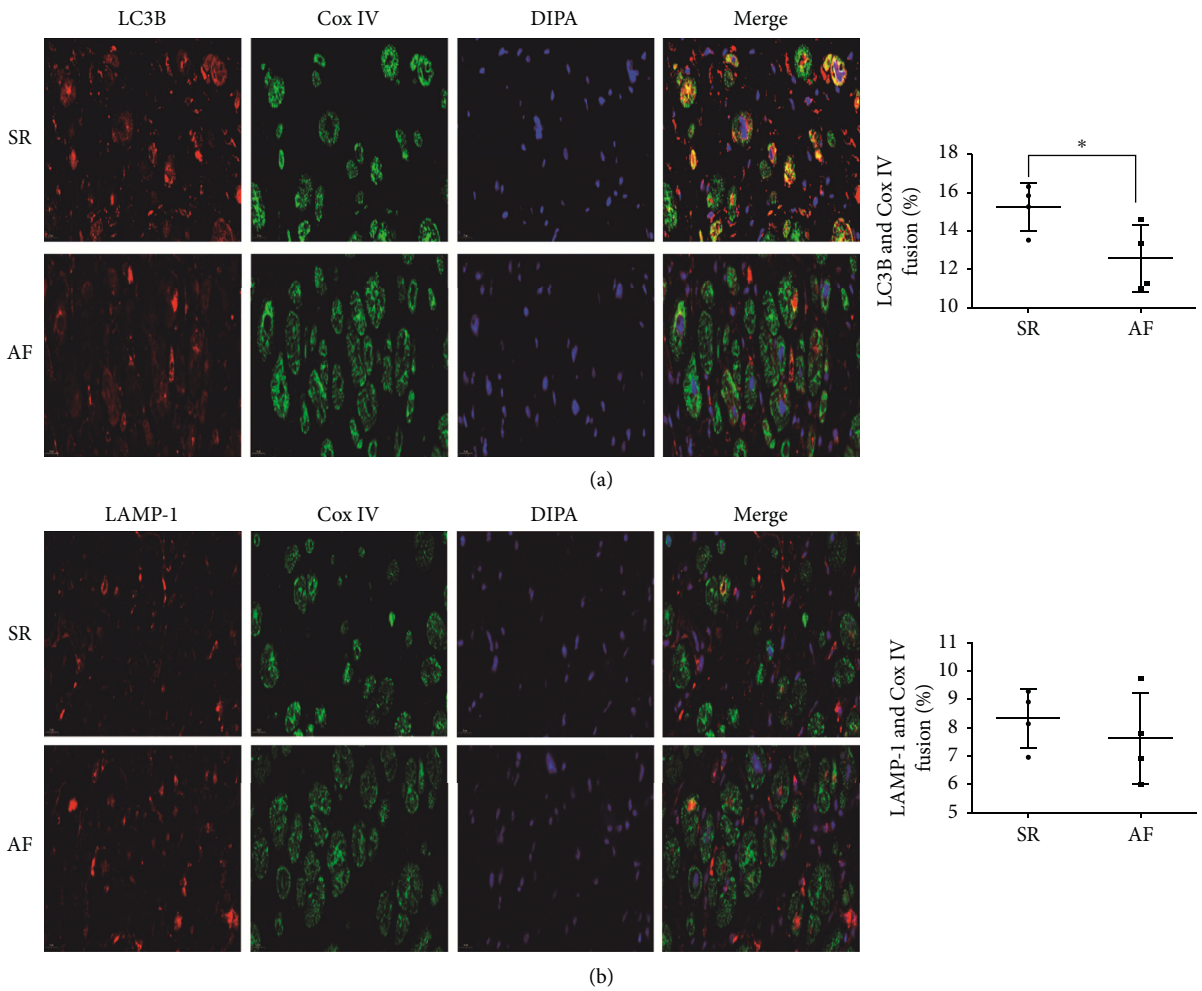 LC3B Cox IV DIPA Merge
SR
AF
LC3B and Cox IV
fusion (%)
18
16
14
12
10
*
SR AF
(a)
LAMP-1 Cox IV DIPA Merge
SR
AF
LAMP-1 and Cox IV
fusion (%)
11
10
9
8
7
6
5
SR AF
(b)